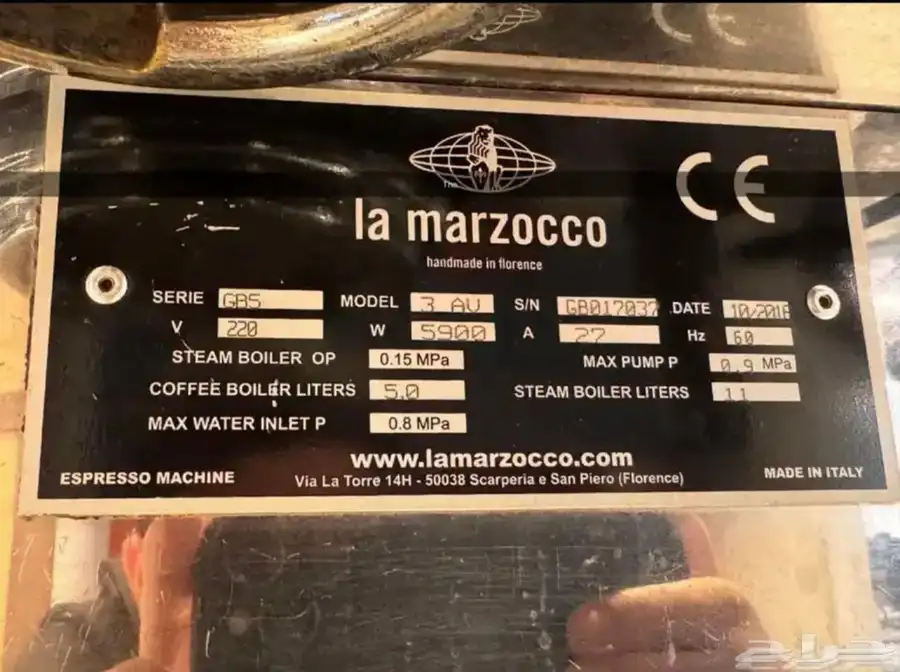 la marzocco
handmade in florence
CE
SERIE GB5 MODEL 3 AV S/N GB017037 DATE 10/2016
V 220 W 5900 A 27 Hz 60
STEAM BOILER OP 0.15 MPa MAX PUMP P 0.9 MPa
COFFEE BOILER LITERS 5.0 STEAM BOILER LITERS 11
MAX WATER INLET P 0.8 MPa
www.lamarzocco.com
ESPRESSO MACHINE Via La Torre 14H - 50038 Scarperia e San Piero (Florence) MADE IN ITALY
حراج